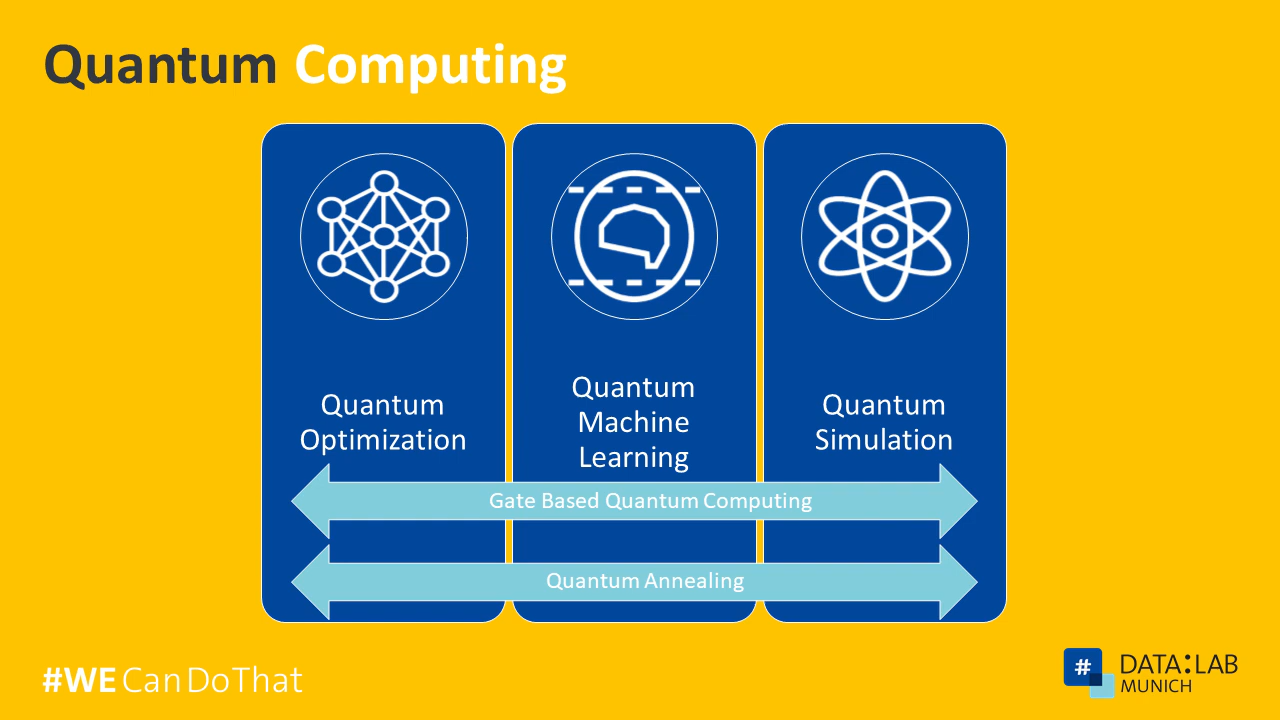 Quantum Computing
Quantum
Optimization
Quantum
Machine
Learning
Quantum
Simulation
Gate Based Quantum Computing
Quantum Annealing
#WE Can Do That
#
DATA:LAB
MUNICH